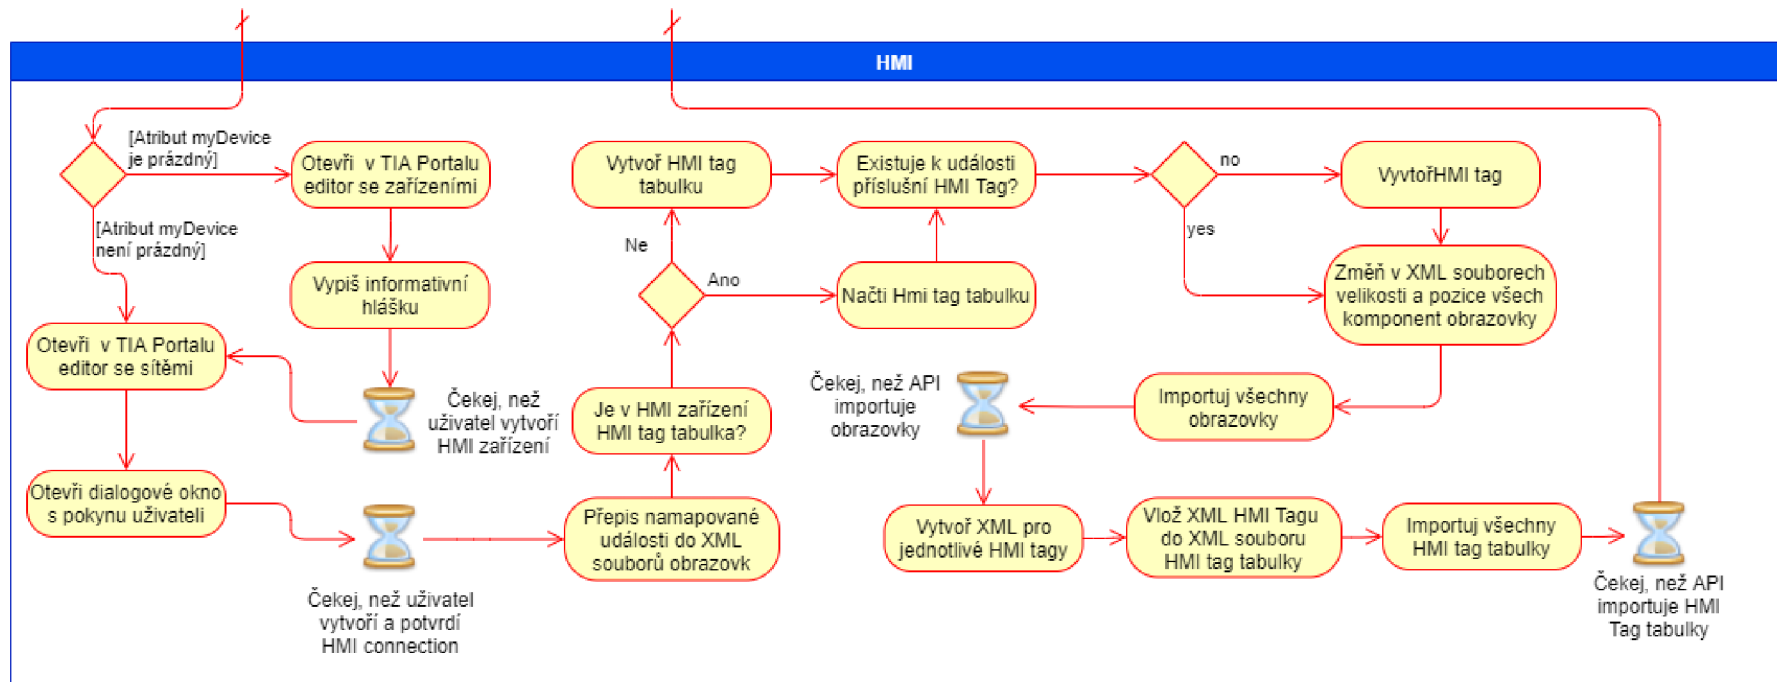 HMI
[Atribut myDevice
je prázdný]
Otevři v TIA Portalu
editor se zařízeními
[Atribut myDevice
není prázdný]
Vypiš informativní
hlášku
Otevři v TIA Portalu
editor se sítěmi
Čekej, než
uživatel vytvoří
HMI zařízení
Otevři dialogové okno
s pokynu uživateli
Čekej, než uživatel
vytvoří a potvrdí
HMI connection
Přepis namapované
události do XML
souborů obrazovk
Je v HMI zařízení
HMI tag tabulka?
Ne
Ano
Vytvoř HMI tag
tabulku
Načti Hmi tag tabulku
Existuje k události
příslušní HMI Tag?
no
yes
VyvtořHMI tag
Změň v XML souborech
velikosti a pozice všech
komponent obrazovky
Importuj všechny
obrazovky
Čekej, než API
importuje
obrazovky
Vytvoř XML pro
jednotlivé HMI tagy
Vlož XML HMI Tagu
do XML souboru
HMI tag tabulky
Importuj všechny
HMI tag tabulky
Čekej, než API
importuje HMI
Tag tabulky